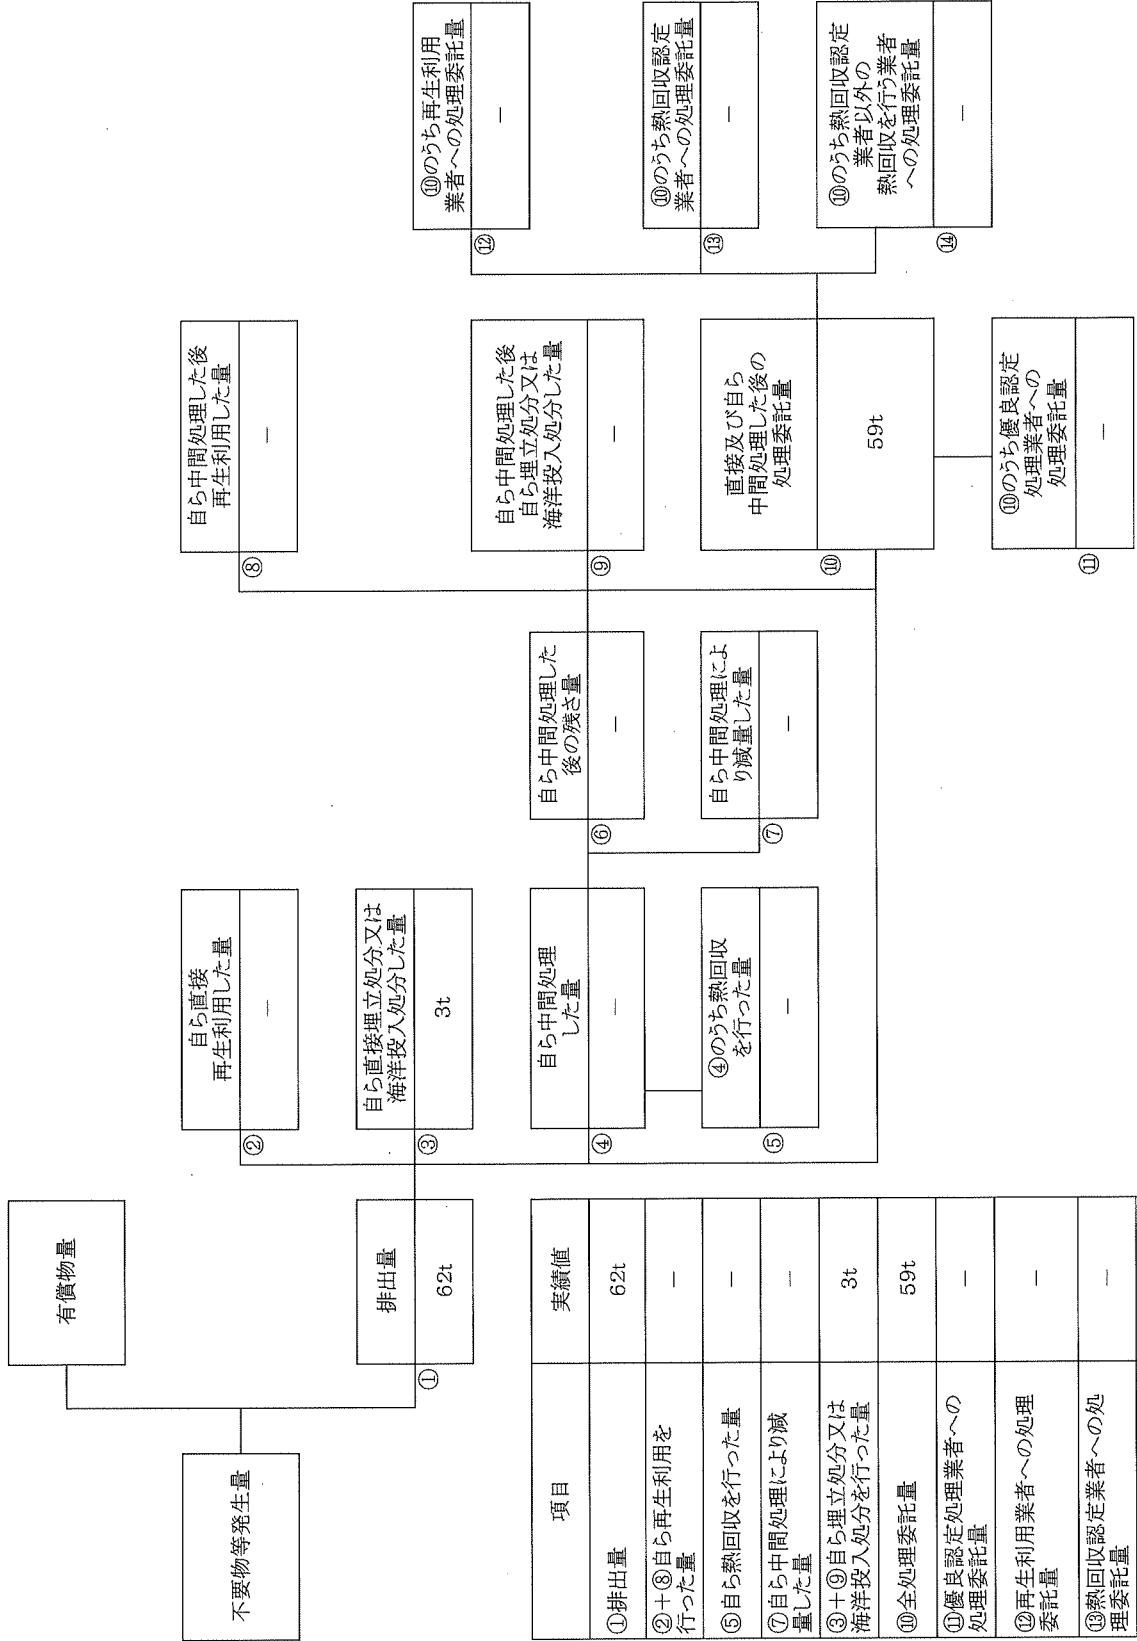 不要物等発生量
有償物量
①
排出量
62t
②
自ら直接
再生利用した量
－
③
自ら直接埋立処分又は
海洋投入処分した量
3t
④
自ら中間処理
した量
－
⑤
④のうち熱回収
を行った量
－
⑥
自ら中間処理した
後の残さ量
－
⑦
自ら中間処理によ
り減量した量
－
⑧
自ら中間処理した後
再生利用した量
－
⑨
自ら中間処理した後
自ら埋立処分又は
海洋投入処分した量
－
⑩
直接及び自ら
中間処理した後の
処理委託量
59t
⑪
⑩のうち優良認定
処理業者への
処理委託量
－
⑫
⑩のうち再生利用
業者への処理委託量
－
⑬
⑩のうち熱回収認定
業者への処理委託量
－
⑭
⑩のうち熱回収認定
業者以外の
熱回収を行う業者
への処理委託量
－
項目 実績値
①排出量 62t
②＋⑧自ら再生利用を
行った量 －
⑤自ら熱回収を行った量 －
⑦自ら中間処理により減
量した量 －
③＋⑨自ら埋立処分又は
海洋投入処分を行った量 3t
⑩全処理委託量 59t
⑪優良認定処理業者への
処理委託量 －
⑫再生利用業者への処理
委託量 －
⑬熱回収認定業者への処
理委託量 －